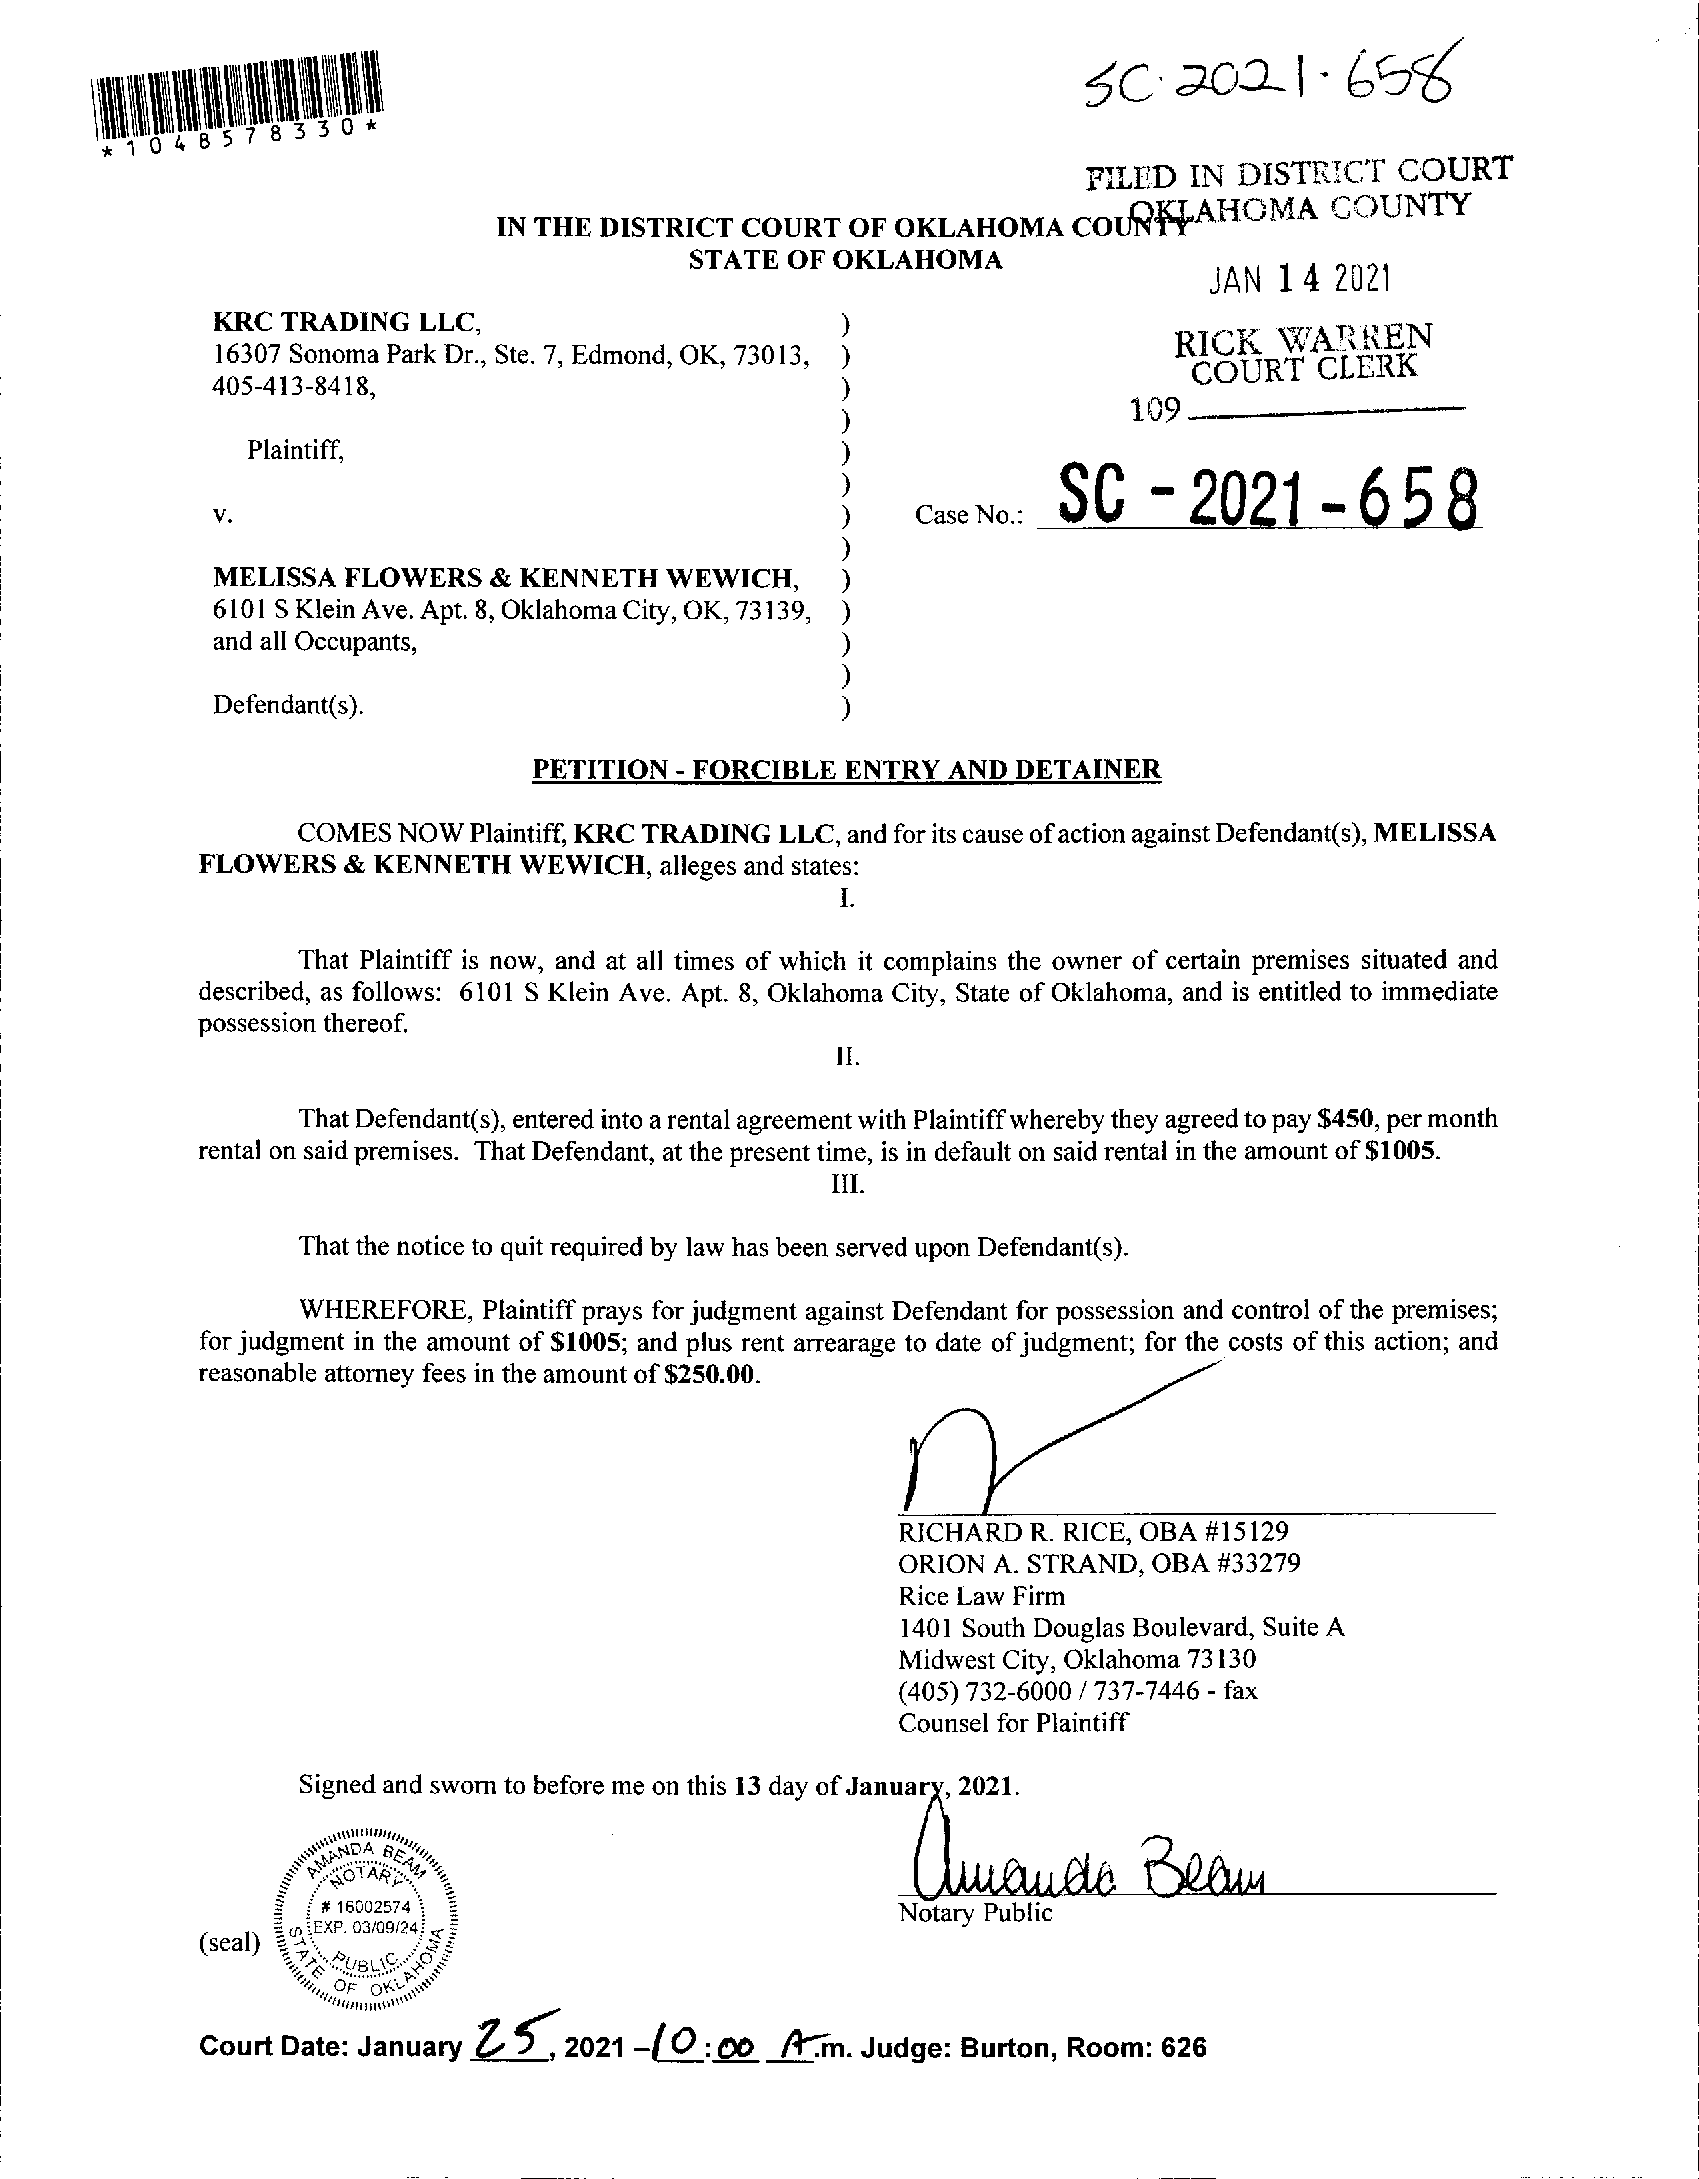 SC-2021-658
*1048578330*
FILED IN DISTRICT COURT
OKLAHOMA COUNTY
IN THE DISTRICT COURT OF OKLAHOMA COUNTY
STATE OF OKLAHOMA
JAN 14 2021
RICK WARREN
COURT CLERK
109
KRC TRADING LLC, )
16307 Sonoma Park Dr., Ste. 7, Edmond, OK, 73013, )
405-413-8418, )
)
Plaintiff, )
)
v. ) Case No.: SC - 2021 - 658
)
MELISSA FLOWERS & KENNETH WEWICH, )
6101 S Klein Ave. Apt. 8, Oklahoma City, OK, 73139, )
and all Occupants, )
)
Defendant(s). )
PETITION - FORCIBLE ENTRY AND DETAINER
COMES NOW Plaintiff, KRC TRADING LLC, and for its cause of action against Defendant(s), MELISSA
FLOWERS & KENNETH WEWICH, alleges and states:
I.
That Plaintiff is now, and at all times of which it complains the owner of certain premises situated and
described, as follows: 6101 S Klein Ave. Apt. 8, Oklahoma City, State of Oklahoma, and is entitled to immediate
possession thereof.
II.
That Defendant(s), entered into a rental agreement with Plaintiff whereby they agreed to pay $450, per month
rental on said premises. That Defendant, at the present time, is in default on said rental in the amount of $1005.
III.
That the notice to quit required by law has been served upon Defendant(s).
WHEREFORE, Plaintiff prays for judgment against Defendant for possession and control of the premises;
for judgment in the amount of $1005; and plus rent arrearage to date of judgment; for the costs of this action; and
reasonable attorney fees in the amount of $250.00.
RICHARD R. RICE, OBA #15129
ORION A. STRAND, OBA #33279
Rice Law Firm
1401 South Douglas Boulevard, Suite A
Midwest City, Oklahoma 73130
(405) 732-6000 / 737-7446 - fax
Counsel for Plaintiff
Signed and sworn to before me on this 13 day of January, 2021.
Amanda Beam
Notary Public
(seal)
AMANDA BEAM
NOTARY
# 16002574
EXP. 03/09/24
PUBLIC
STATE OF OKLAHOMA
Court Date: January 25, 2021 - 10:00 A.m. Judge: Burton, Room: 626